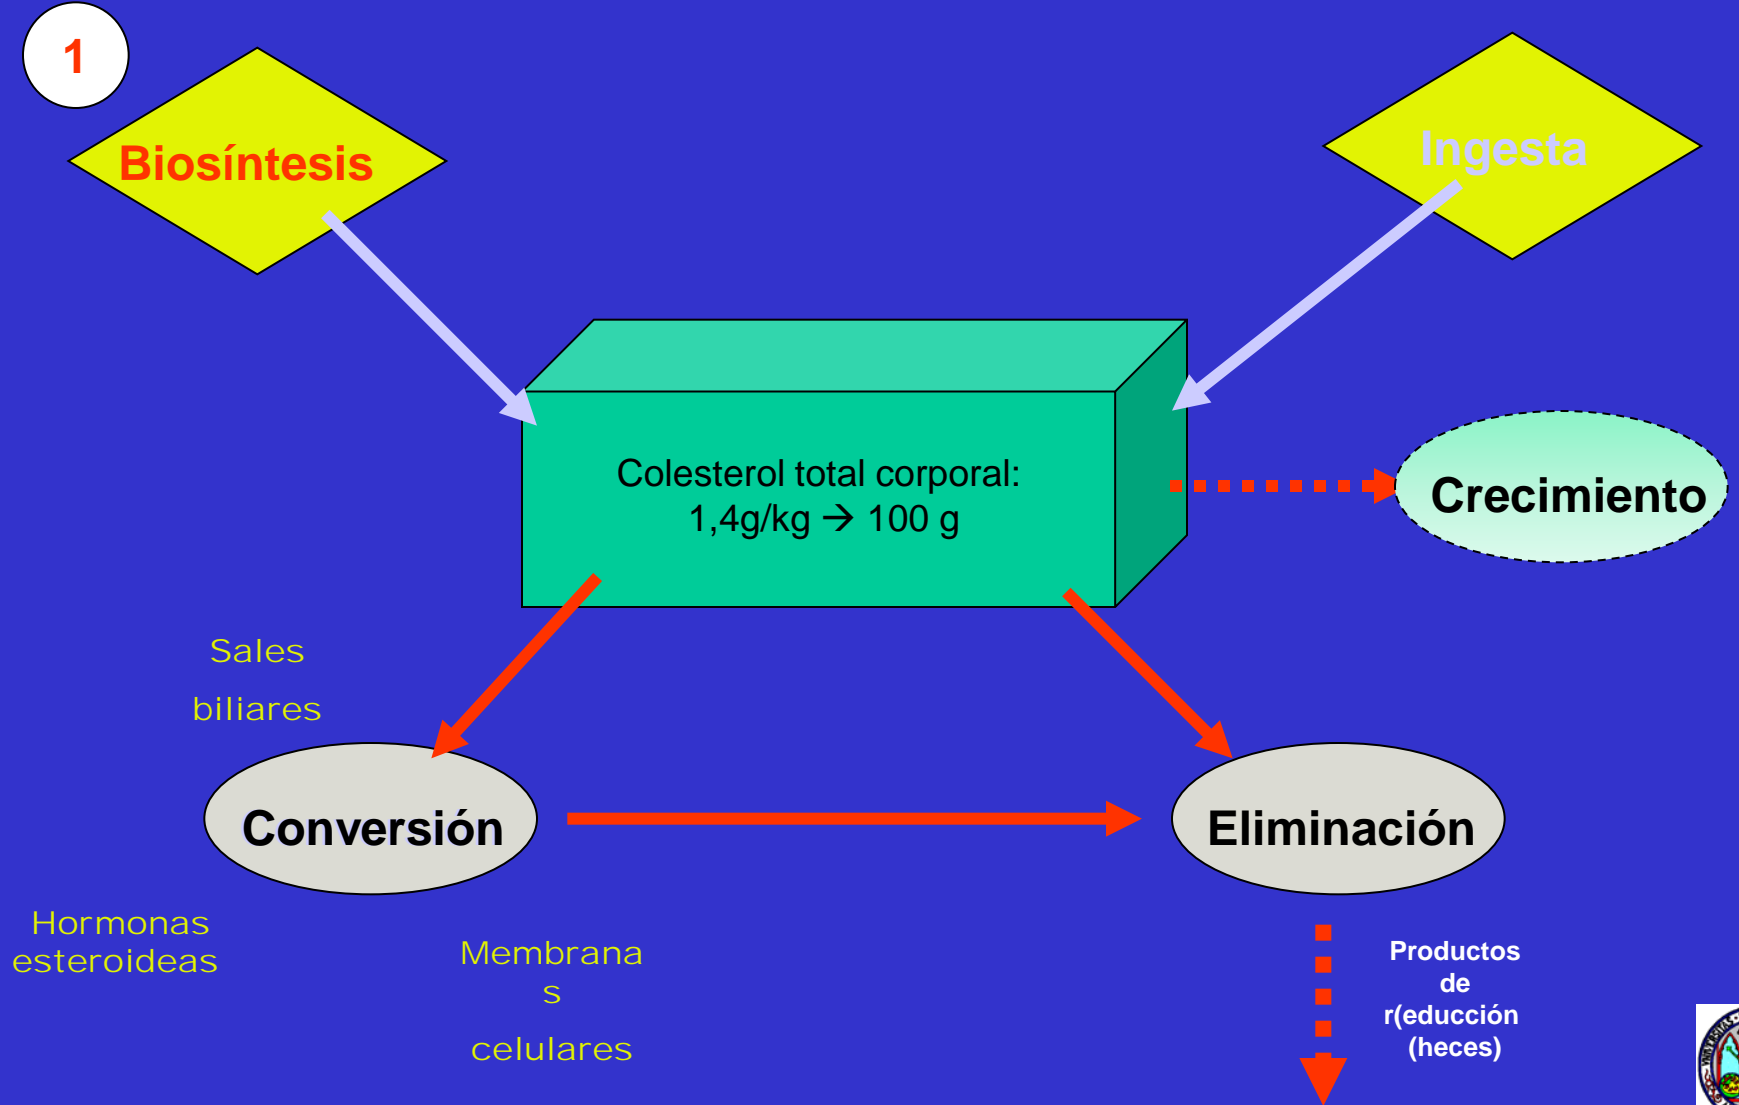 1
Biosíntesis
Ingesta
Colesterol total corporal:
1,4g/kg → 100 g
Crecimiento
Sales
biliares
Conversión
Eliminación
Hormonas
esteroideas
Membrana
s
celulares
Productos
de
r(educción
(heces)